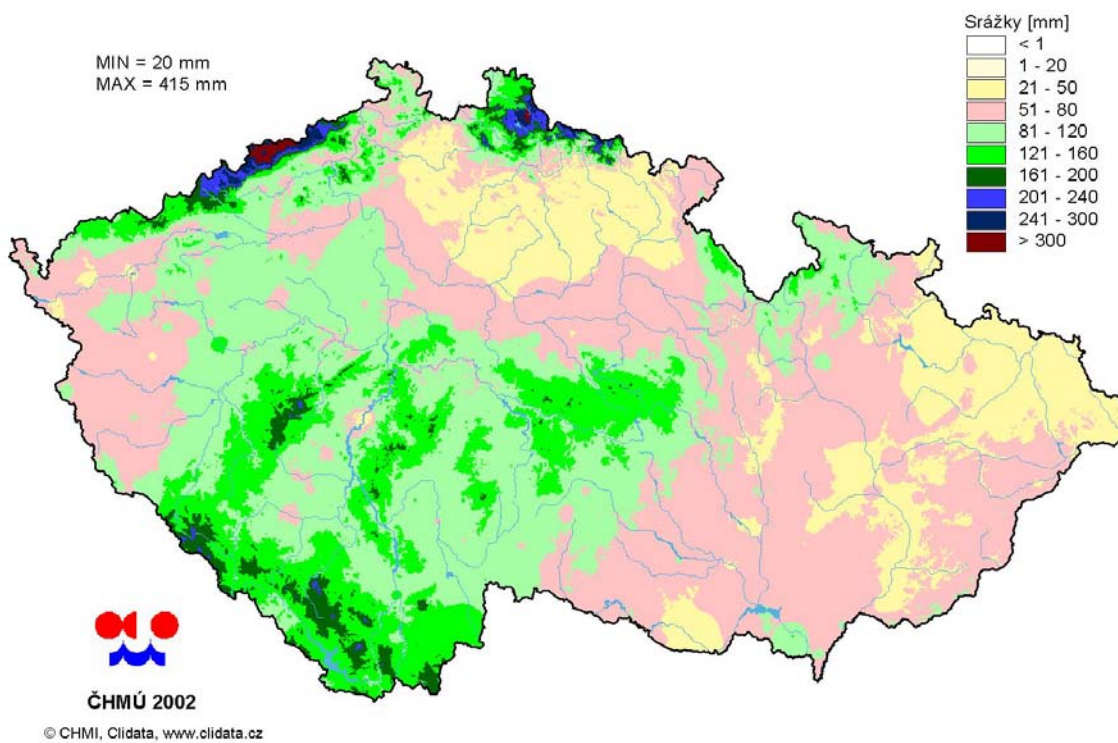 MIN = 20 mm
MAX = 415 mm
Srážky [mm]
< 1
1 - 20
21 - 50
51 - 80
81 - 120
121 - 160
161 - 200
201 - 240
241 - 300
> 300
ČHMÚ 2002
© CHMI, Clidata, www.clidata.cz